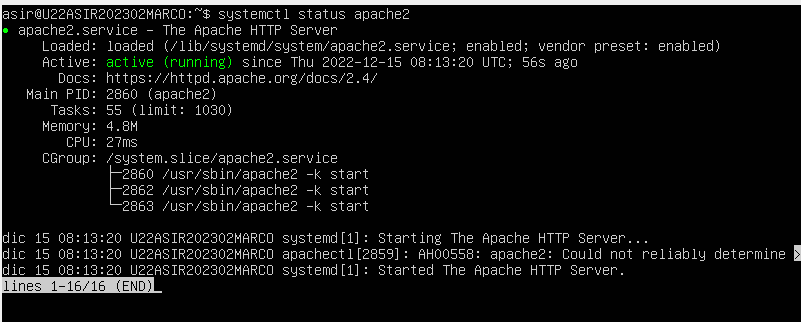 asir@U22ASIR202302MARCO:~$ systemctl status apache2
● apache2.service - The Apache HTTP Server
     Loaded: loaded (/lib/systemd/system/apache2.service; enabled; vendor preset: enabled)
     Active: active (running) since Thu 2022-12-15 08:13:20 UTC; 56s ago
       Docs: https://httpd.apache.org/docs/2.4/
   Main PID: 2860 (apache2)
      Tasks: 55 (limit: 1030)
     Memory: 4.8M
        CPU: 27ms
     CGroup: /system.slice/apache2.service
             ├─2860 /usr/sbin/apache2 -k start
             ├─2862 /usr/sbin/apache2 -k start
             └─2863 /usr/sbin/apache2 -k start

dic 15 08:13:20 U22ASIR202302MARCO systemd[1]: Starting The Apache HTTP Server...
dic 15 08:13:20 U22ASIR202302MARCO apachectl[2859]: AH00558: apache2: Could not reliably determine >
dic 15 08:13:20 U22ASIR202302MARCO systemd[1]: Started The Apache HTTP Server.
lines 1-16/16 (END)